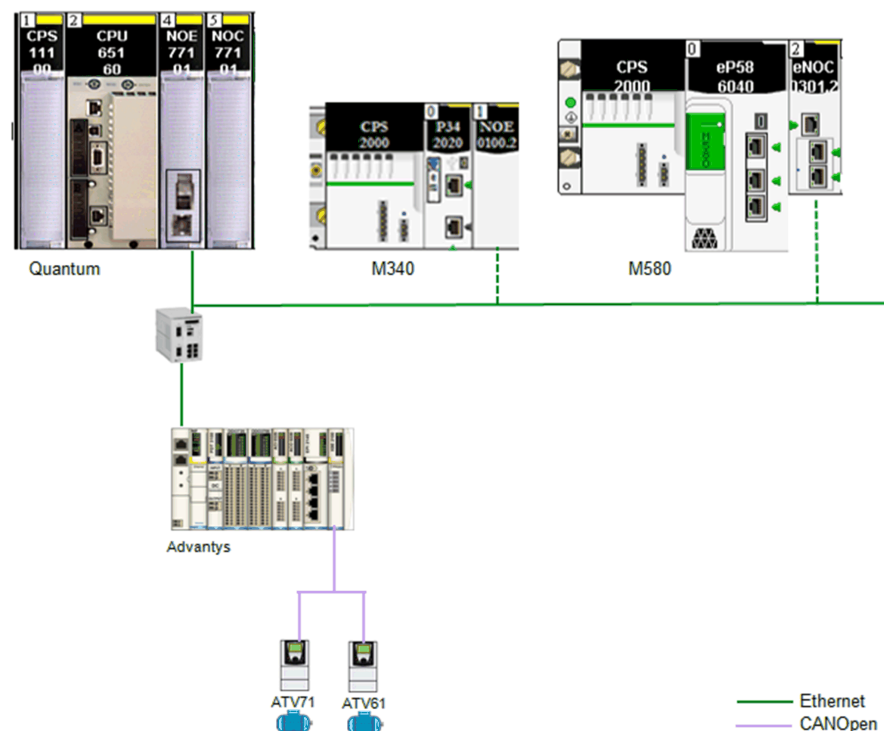 1
CPS
111
00
2
CPU
651
60
4
NOE
771
01
5
NOC
771
01
Quantum
CPS
2000
0
P34
2020
1
NOE
0100.2
M340
CPS
2000
0
eP58
6040
2
eNOC
0301.2
M580
Advantys
ATV71
ATV61
Ethernet
CANOpen